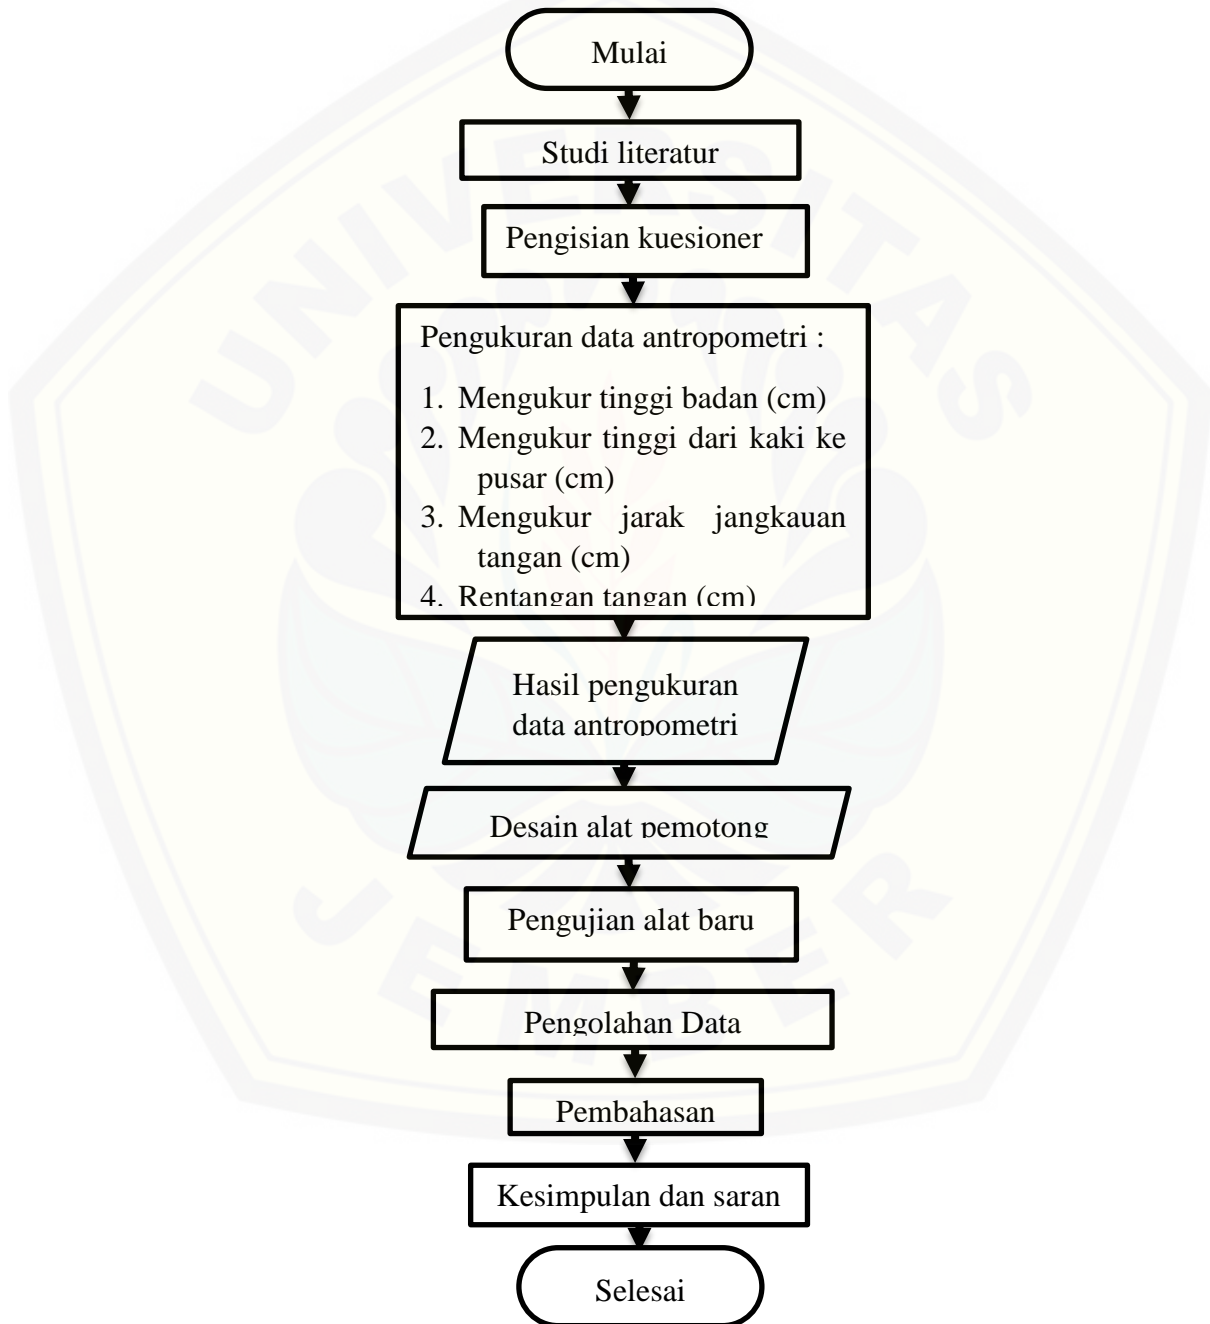 Mulai
Studi literatur
Pengisian kuesioner
Pengukuran data antropometri :
1. Mengukur tinggi badan (cm)
2. Mengukur tinggi dari kaki ke
pusar (cm)
3. Mengukur jarak jangkauan
tangan (cm)
4. Rentangan tangan (cm)
Hasil pengukuran
data antropometri
Desain alat pemotong
Pengujian alat baru
Pengolahan Data
Pembahasan
Kesimpulan dan saran
Selesai
UNIVERSITAS
JEMBER